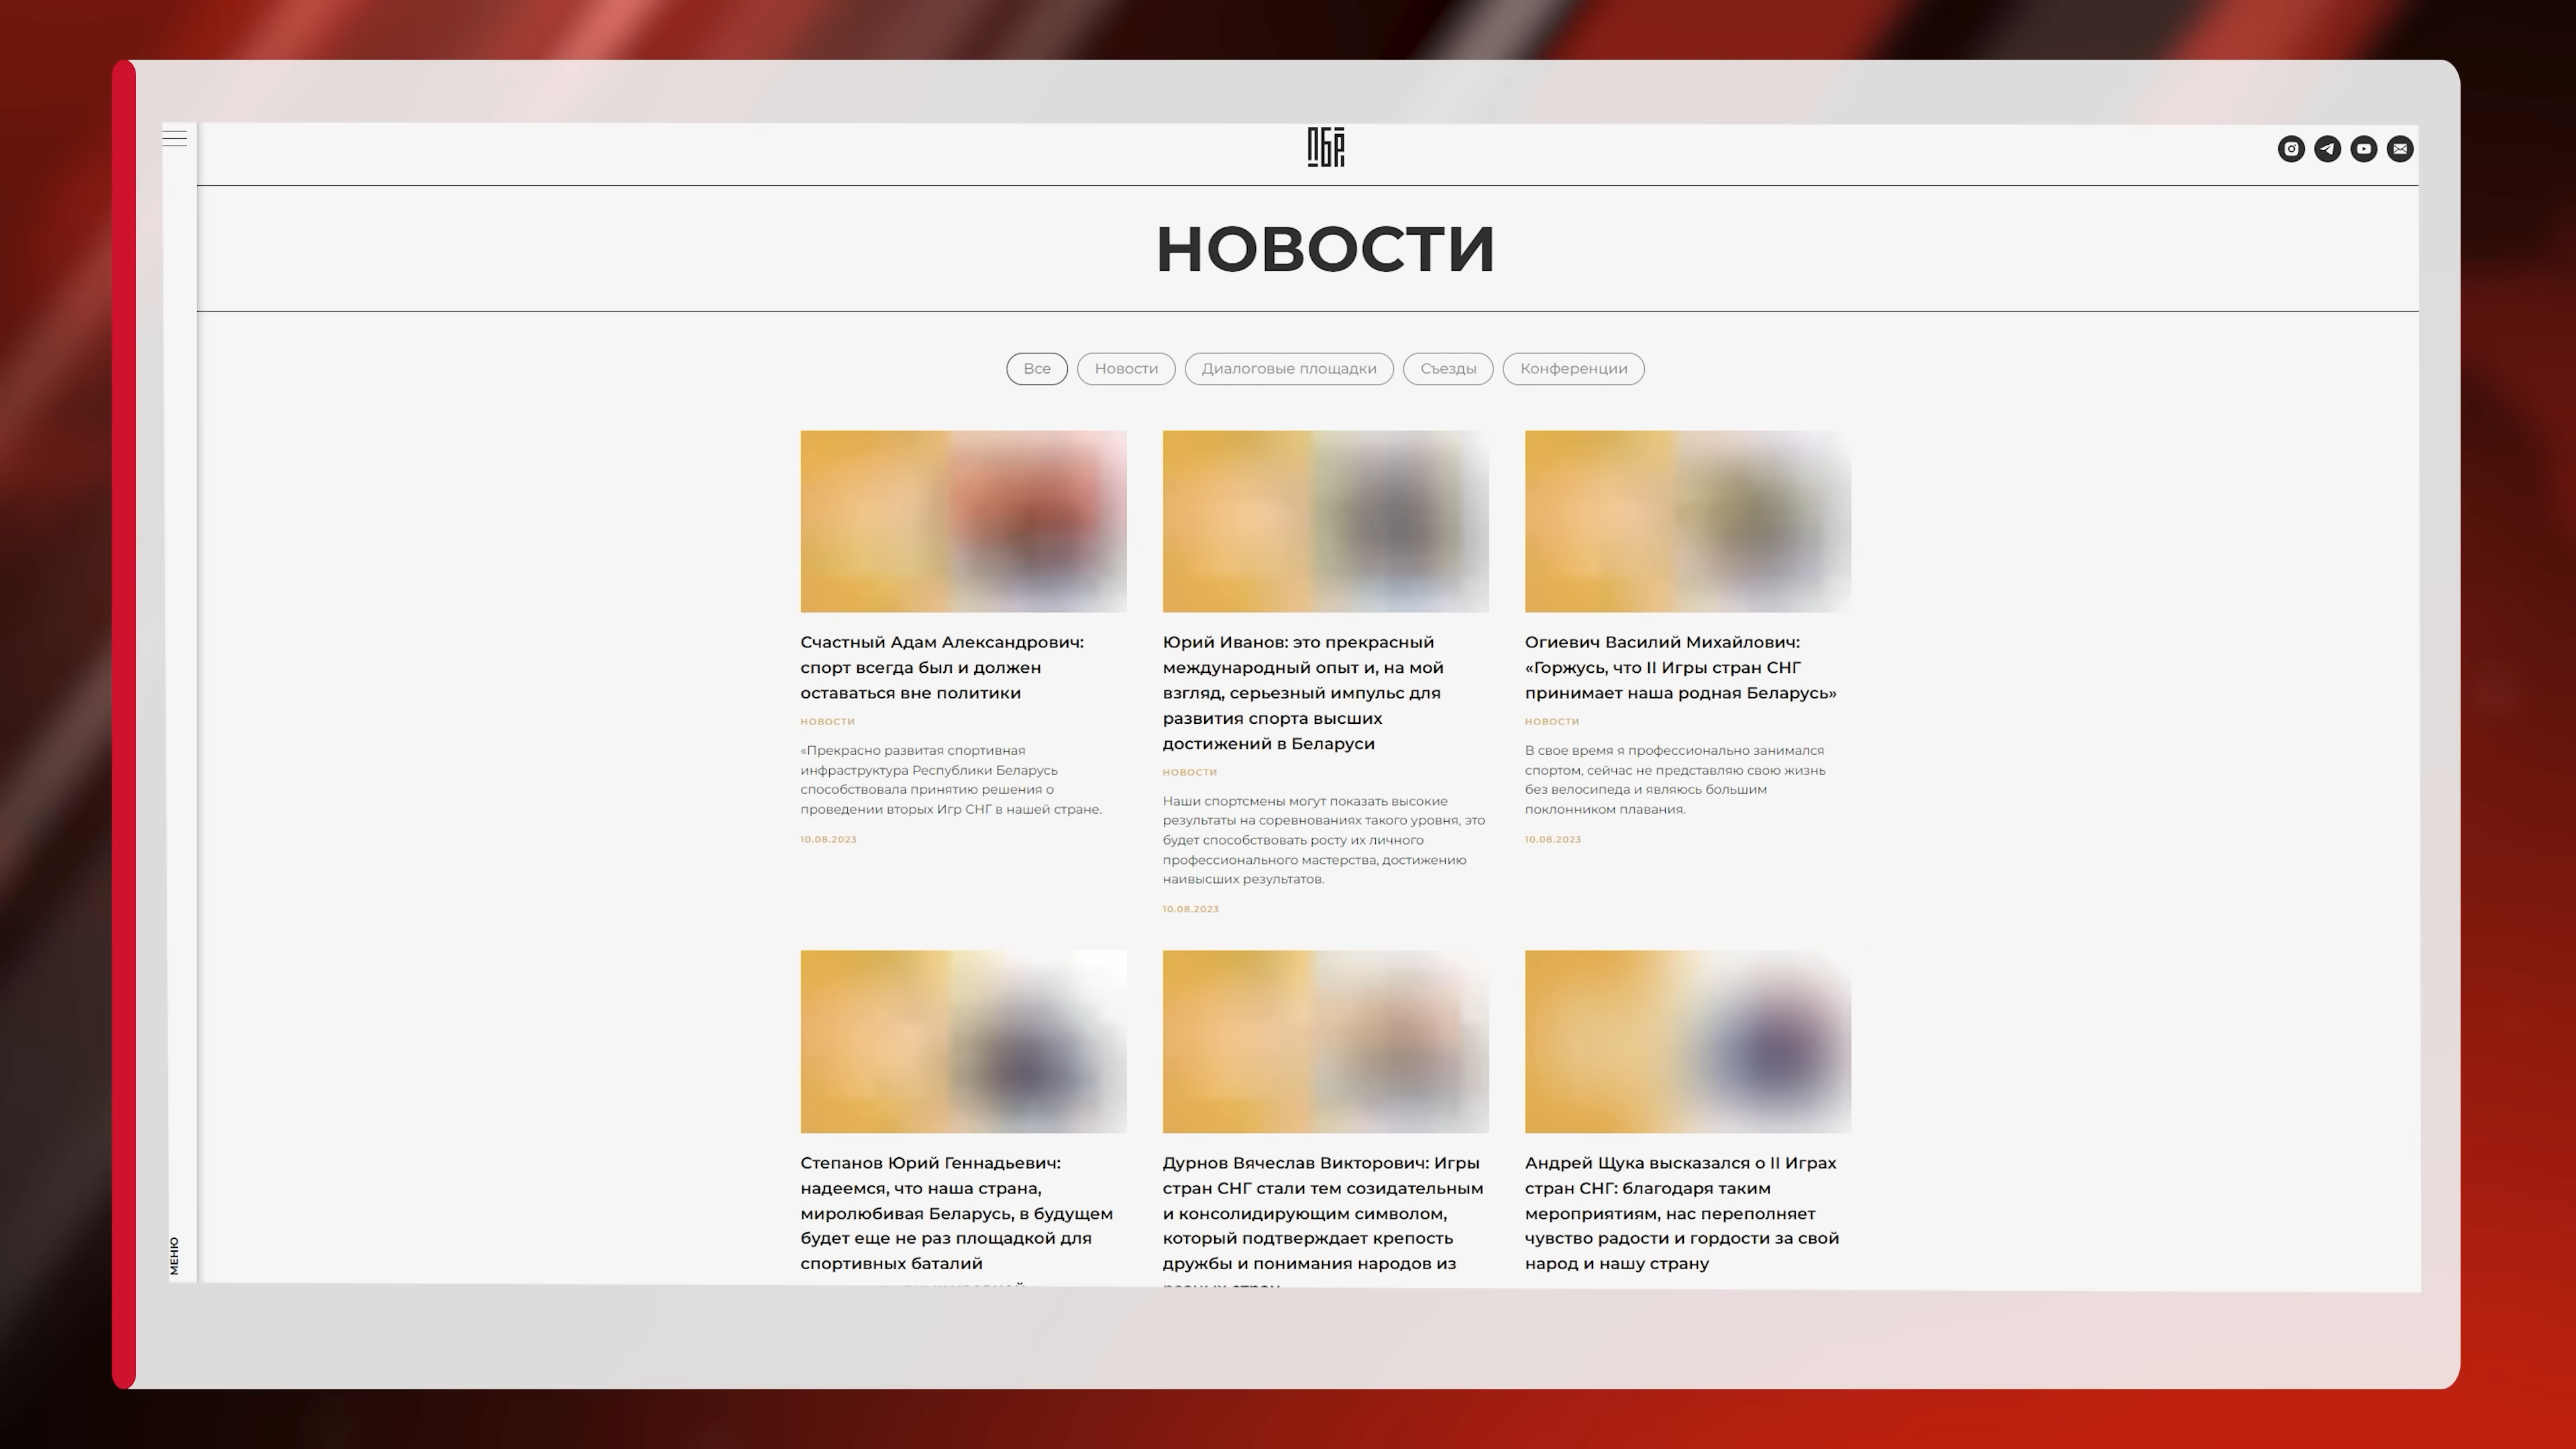 ПБР
НОВОСТИ
Все
Новости
Диалоговые площадки
Съезды
Конференции
Счастный Адам Александрович:
спорт всегда был и должен
оставаться вне политики
НОВОСТИ
«Прекрасно развитая спортивная
инфраструктура Республики Беларусь
способствовала принятию решения о
проведении вторых Игр СНГ в нашей стране.
10.08.2023
Юрий Иванов: это прекрасный
международный опыт и, на мой
взгляд, серьезный импульс для
развития спорта высших
достижений в Беларуси
НОВОСТИ
Наши спортсмены могут показать высокие
результаты на соревнованиях такого уровня, это
будет способствовать росту их личного
профессионального мастерства, достижению
наивысших результатов.
10.08.2023
Огиевич Василий Михайлович:
«Горжусь, что II Игры стран СНГ
принимает наша родная Беларусь»
НОВОСТИ
В свое время я профессионально занимался
спортом, сейчас не представляю свою жизнь
без велосипеда и являюсь большим
поклонником плавания.
10.08.2023
Степанов Юрий Геннадьевич:
надеемся, что наша страна,
миролюбивая Беларусь, в будущем
будет еще не раз площадкой для
спортивных баталий
Дурнов Вячеслав Викторович: Игры
стран СНГ стали тем созидательным
и консолидирующим символом,
который подтверждает крепость
дружбы и понимания народов из
Андрей Щука высказался о II Играх
стран СНГ: благодаря таким
мероприятиям, нас переполняет
чувство радости и гордости за свой
народ и нашу страну
МЕНЮ